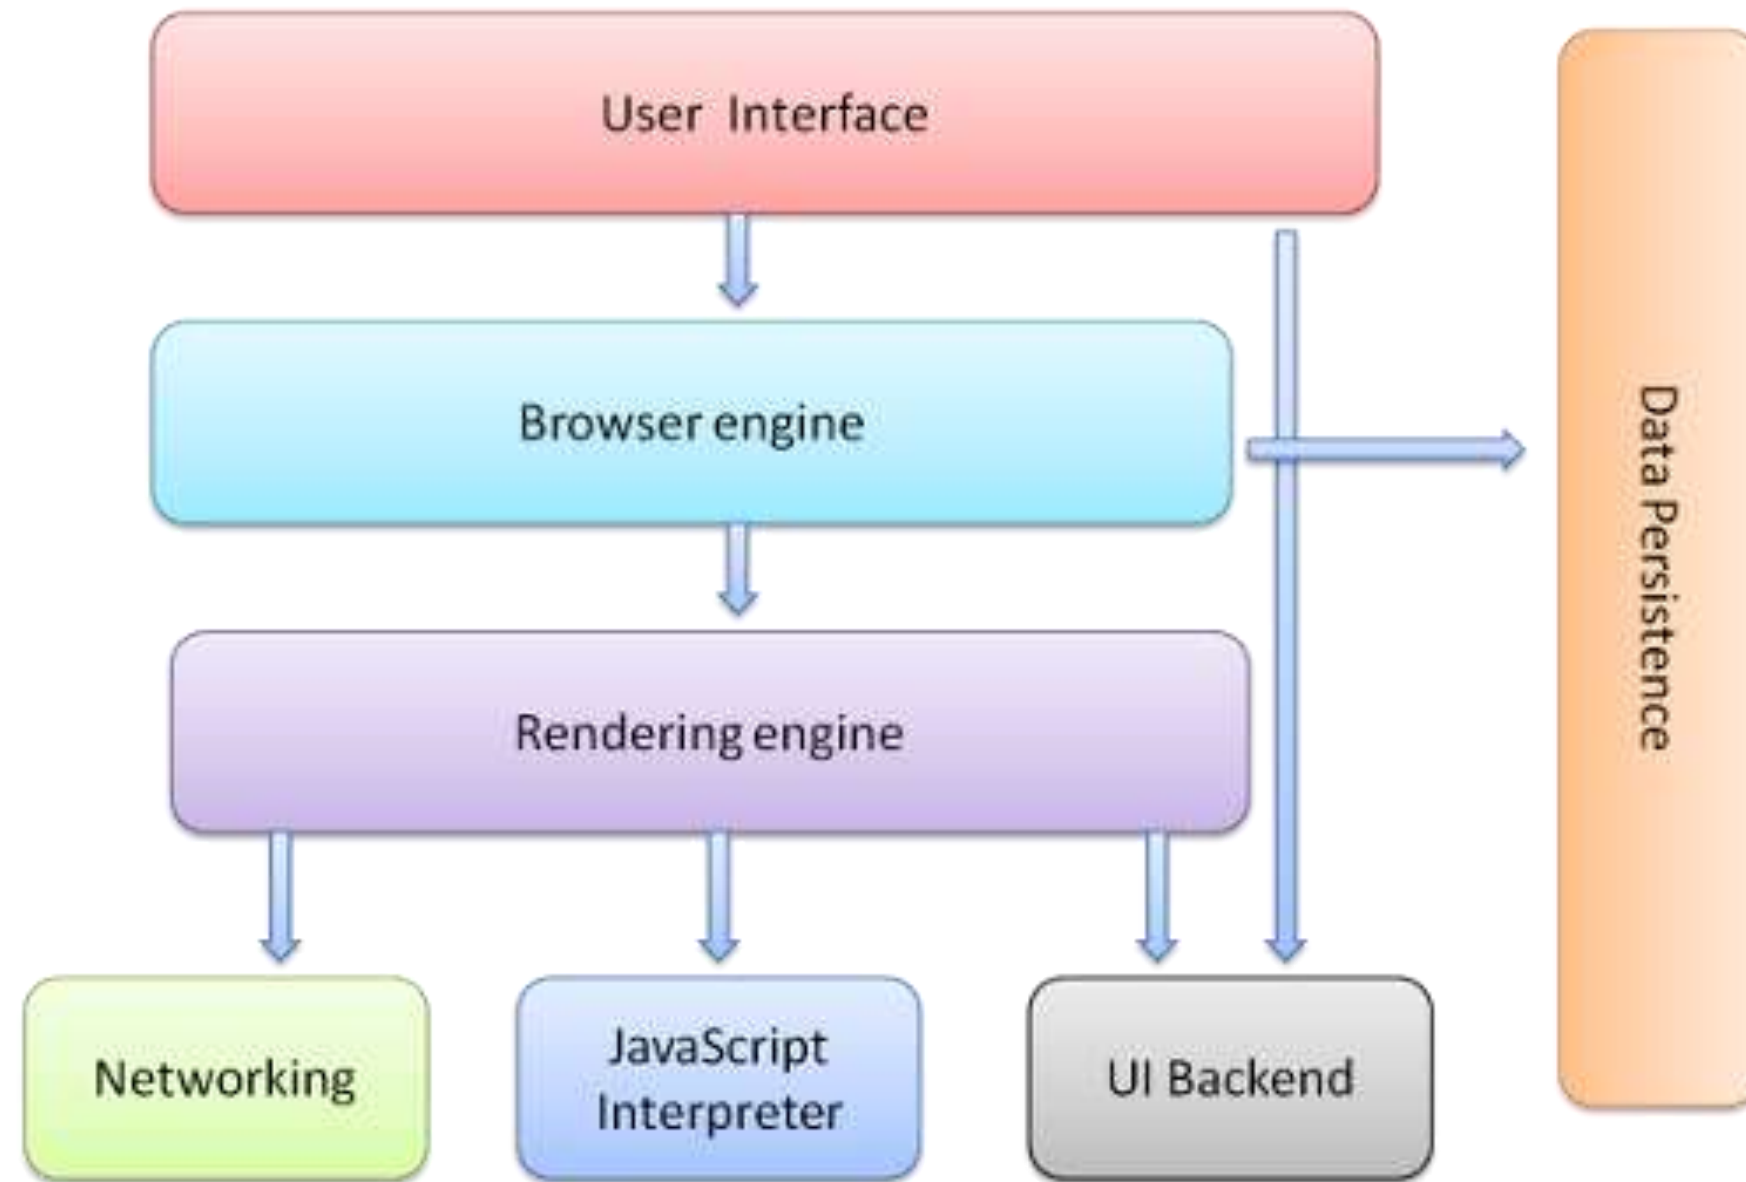 User Interface
Browser engine
Rendering engine
Networking
JavaScript
Interpreter
UI Backend
Data Persistence